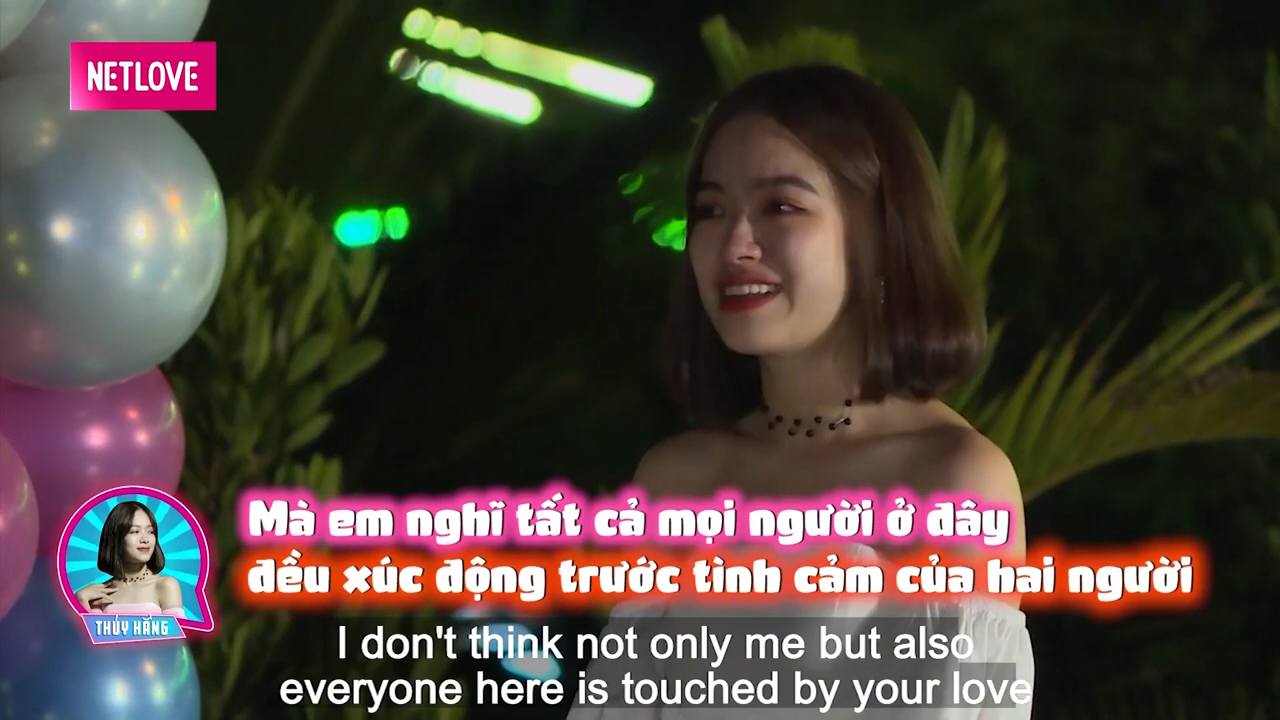 NETLOVE
Mà em nghĩ tất cả mọi người ở đây
đều xúc động trước tình cảm của hai người
THÚY HẰNG
I don't think not only me but also
everyone here is touched by your love